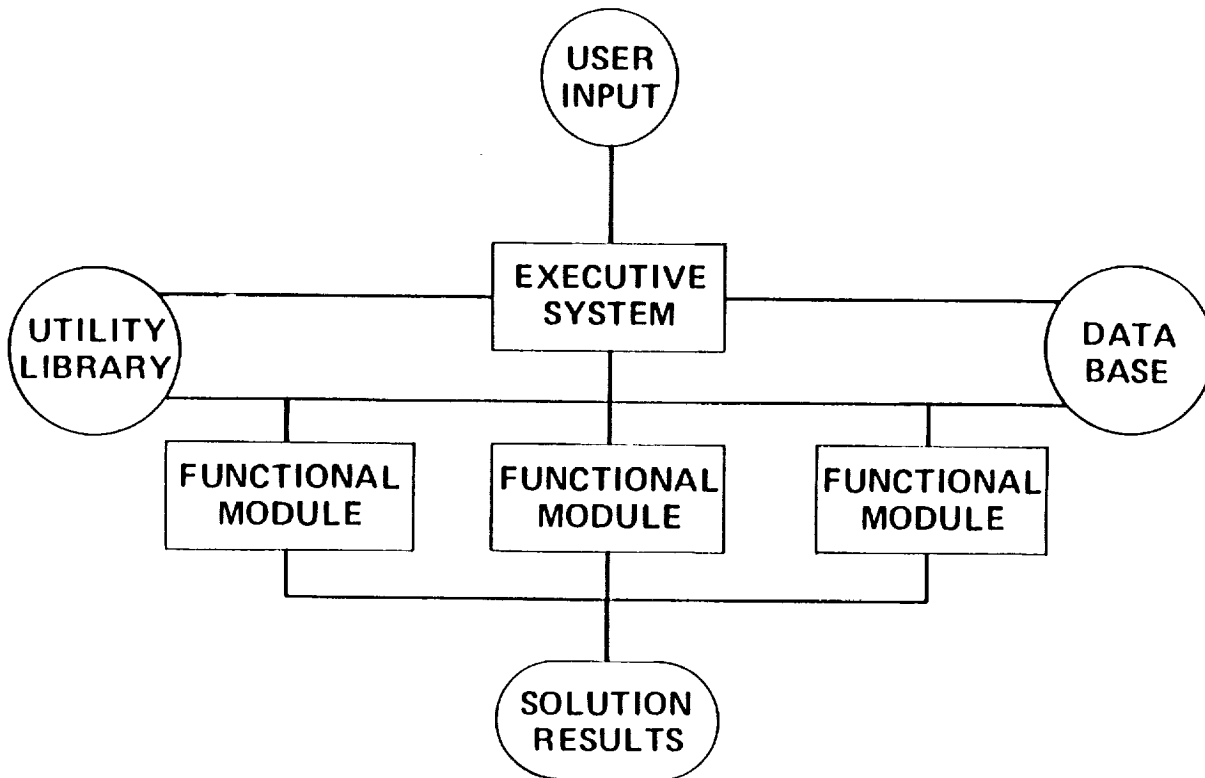 USER
INPUT
EXECUTIVE
SYSTEM
UTILITY
LIBRARY
DATA
BASE
FUNCTIONAL
MODULE
FUNCTIONAL
MODULE
FUNCTIONAL
MODULE
SOLUTION
RESULTS